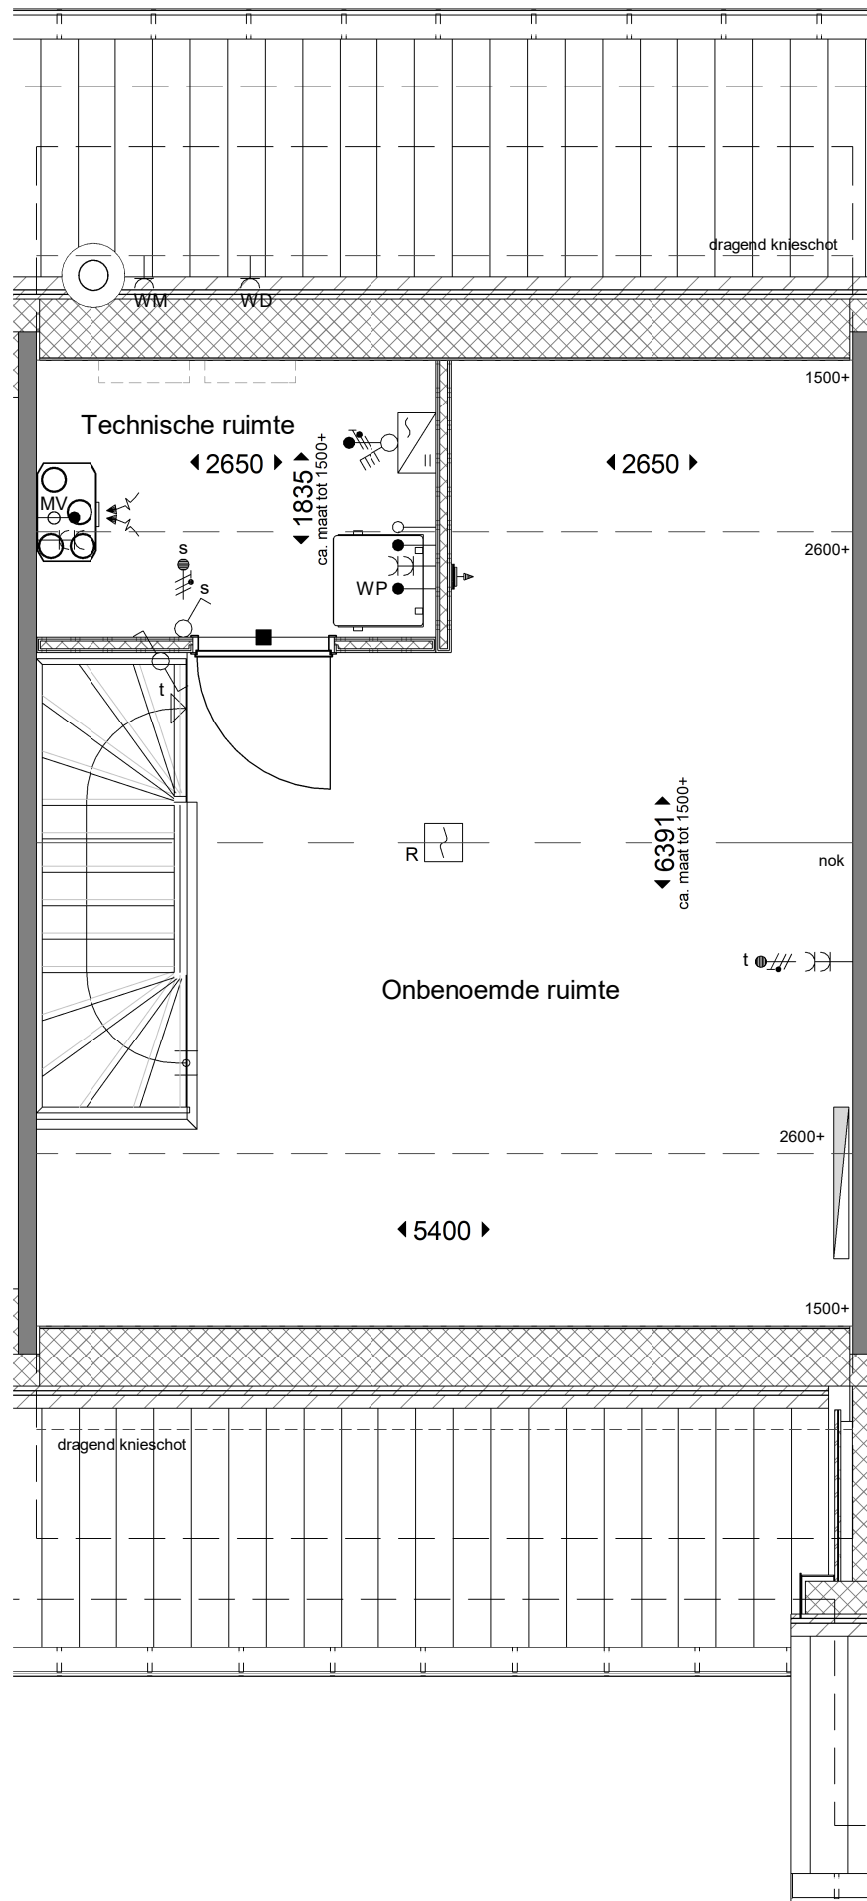 dragend knieschot
WM
WD
1500+
Technische ruimte
2650
1835
ca. maat tot 1500+
2650
MV
2600+
s
s
WP
t
6391
ca. maat tot 1500+
R
nok
t
Onbenoemde ruimte
2600+
5400
1500+
dragend knieschot